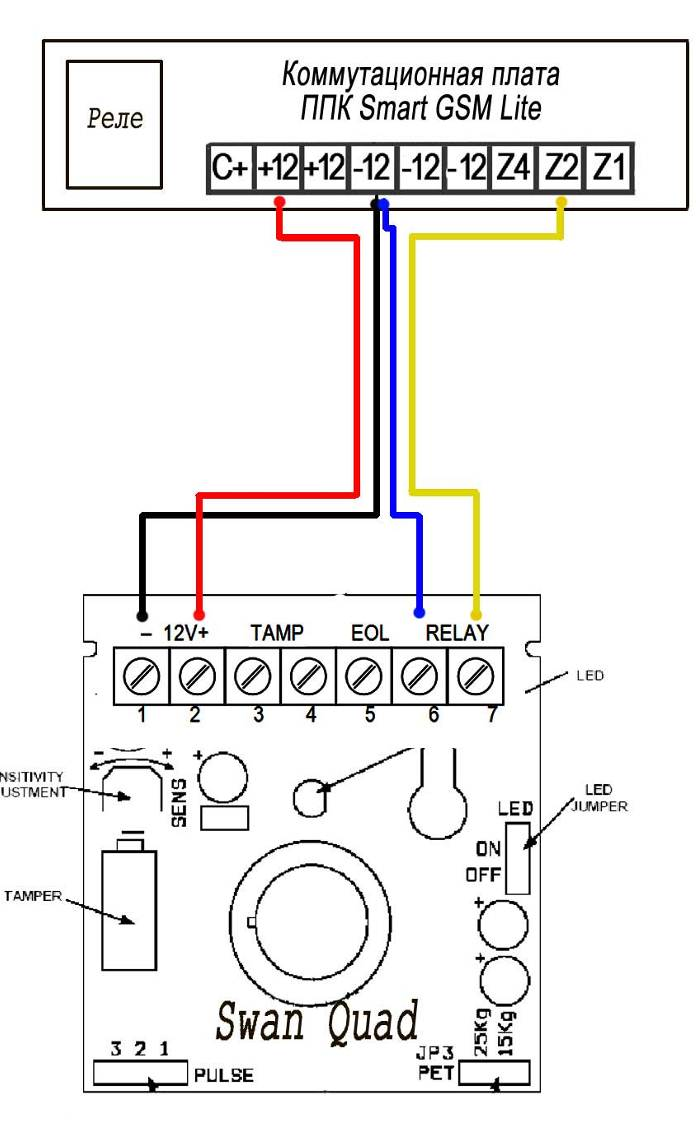 Коммутационная плата
ППК Smart GSM Lite
Реле
C+ +12 +12 -12 -12 -12 Z4 Z2 Z1
– 12V+ TAMP EOL RELAY
1 2 3 4 5 6 7
LED
- +
+
NSITIVITY
USTMENT
SENS
LED
JUMPER
LED
ON
OFF
TAMPER
+
+
Swan Quad
25Kg
15Kg
3 2 1
PULSE
JP3
PET